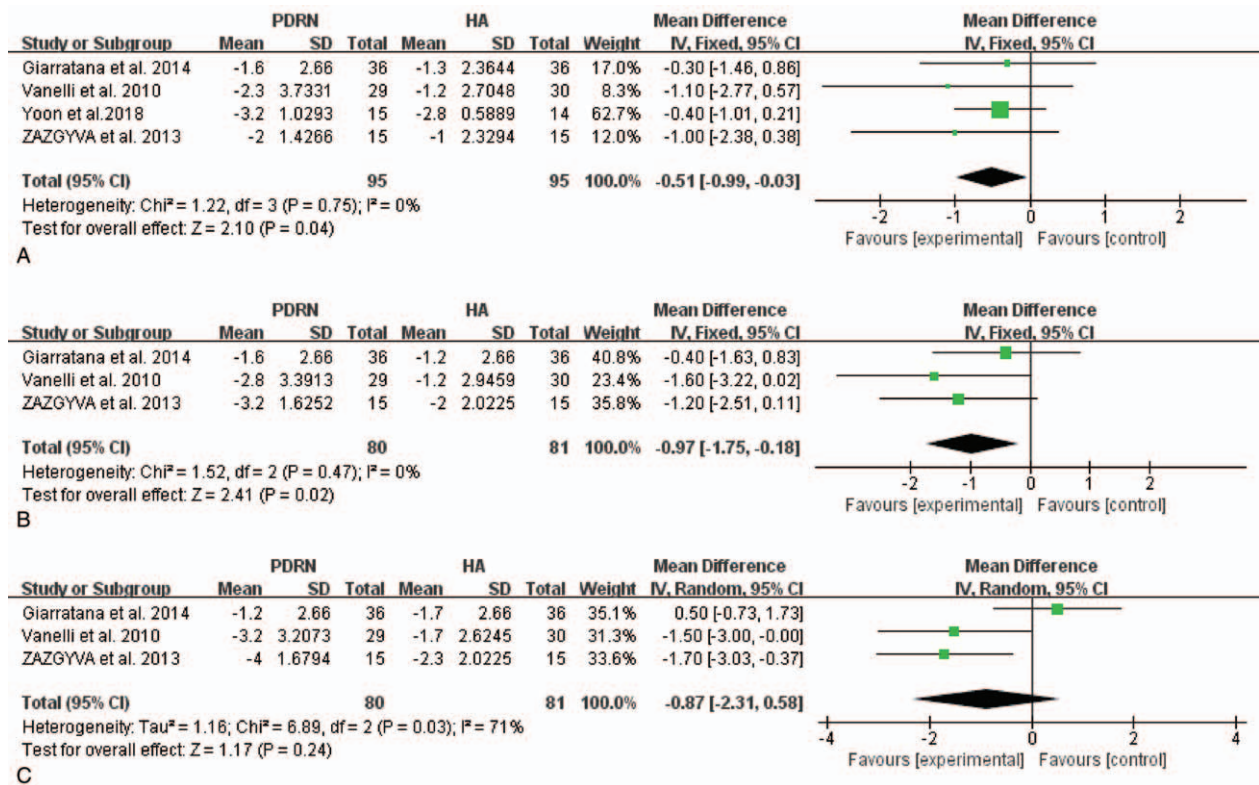 PDRN HA Mean Difference Mean Difference
Study or Subgroup Mean SD Total Mean SD Total Weight IV, Fixed, 95% CI IV, Fixed, 95% CI
Giarratana et al. 2014 -1.6 2.66 36 -1.3 2.3644 36 17.0% -0.30 [-1.46, 0.86]
Vanelli et al. 2010 -2.3 3.7331 29 -1.2 2.7048 30 8.3% -1.10 [-2.77, 0.57]
Yoon et al.2018 -3.2 1.0293 15 -2.8 0.5889 14 62.7% -0.40 [-1.01, 0.21]
ZAZGYVA et al. 2013 -2 1.4266 15 -1 2.3294 15 12.0% -1.00 [-2.38, 0.38]
Total (95% CI) 95 95 100.0% -0.51 [-0.99, -0.03]
Heterogeneity: Chi² = 1.22, df = 3 (P = 0.75); I² = 0%
Test for overall effect: Z = 2.10 (P = 0.04)
-2 -1 0 1 2
Favours [experimental] Favours [control]
A
PDRN HA Mean Difference Mean Difference
Study or Subgroup Mean SD Total Mean SD Total Weight IV, Fixed, 95% CI IV, Fixed, 95% CI
Giarratana et al. 2014 -1.6 2.66 36 -1.2 2.66 36 40.8% -0.40 [-1.63, 0.83]
Vanelli et al. 2010 -2.8 3.3913 29 -1.2 2.9459 30 23.4% -1.60 [-3.22, 0.02]
ZAZGYVA et al. 2013 -3.2 1.6252 15 -2 2.0225 15 35.8% -1.20 [-2.51, 0.11]
Total (95% CI) 80 81 100.0% -0.97 [-1.75, -0.18]
Heterogeneity: Chi² = 1.52, df = 2 (P = 0.47); I² = 0%
Test for overall effect: Z = 2.41 (P = 0.02)
-2 -1 0 1 2
Favours [experimental] Favours [control]
B
PDRN HA Mean Difference Mean Difference
Study or Subgroup Mean SD Total Mean SD Total Weight IV, Random, 95% CI IV, Random, 95% CI
Giarratana et al. 2014 -1.2 2.66 36 -1.7 2.66 36 35.1% 0.50 [-0.73, 1.73]
Vanelli et al. 2010 -3.2 3.2073 29 -1.7 2.6245 30 31.3% -1.50 [-3.00, -0.00]
ZAZGYVA et al. 2013 -4 1.6794 15 -2.3 2.0225 15 33.6% -1.70 [-3.03, -0.37]
Total (95% CI) 80 81 100.0% -0.87 [-2.31, 0.58]
Heterogeneity: Tau² = 1.16; Chi² = 6.89, df = 2 (P = 0.03); I² = 71%
Test for overall effect: Z = 1.17 (P = 0.24)
-4 -2 0 2 4
Favours [experimental] Favours [control]
C